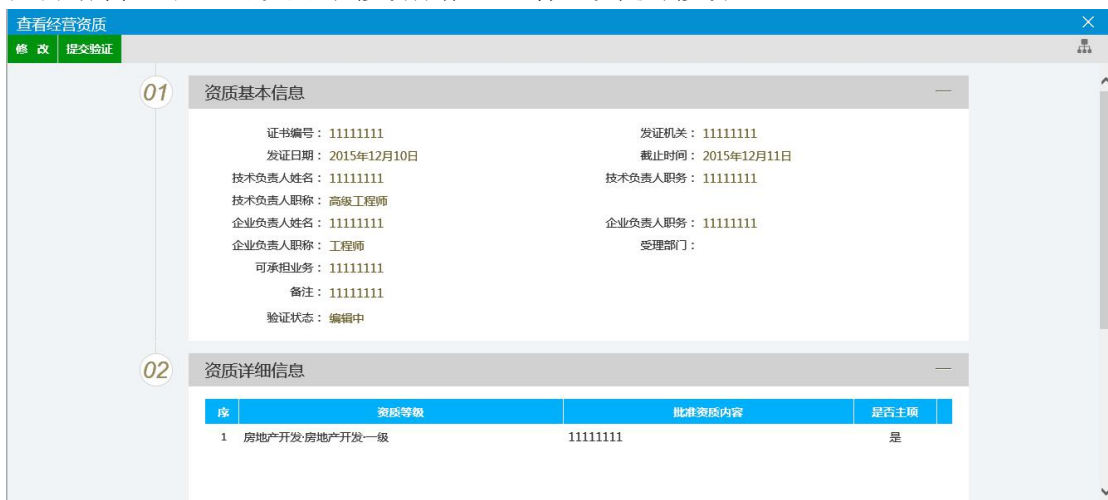 查看经营资质
修 改 提交验证
01 资质基本信息
证书编号： 11111111 发证机关： 11111111
发证日期： 2015年12月10日 截止时间： 2015年12月11日
技术负责人姓名： 11111111 技术负责人职务： 11111111
技术负责人职称： 高级工程师
企业负责人姓名： 11111111 企业负责人职务： 11111111
企业负责人职称： 工程师 受理部门：
可承担业务： 11111111
备注： 11111111
验证状态： 编辑中
02 资质详细信息
序 资质等级 批准资质内容 是否主项
1 房地产开发·房地产开发·一级 11111111 是